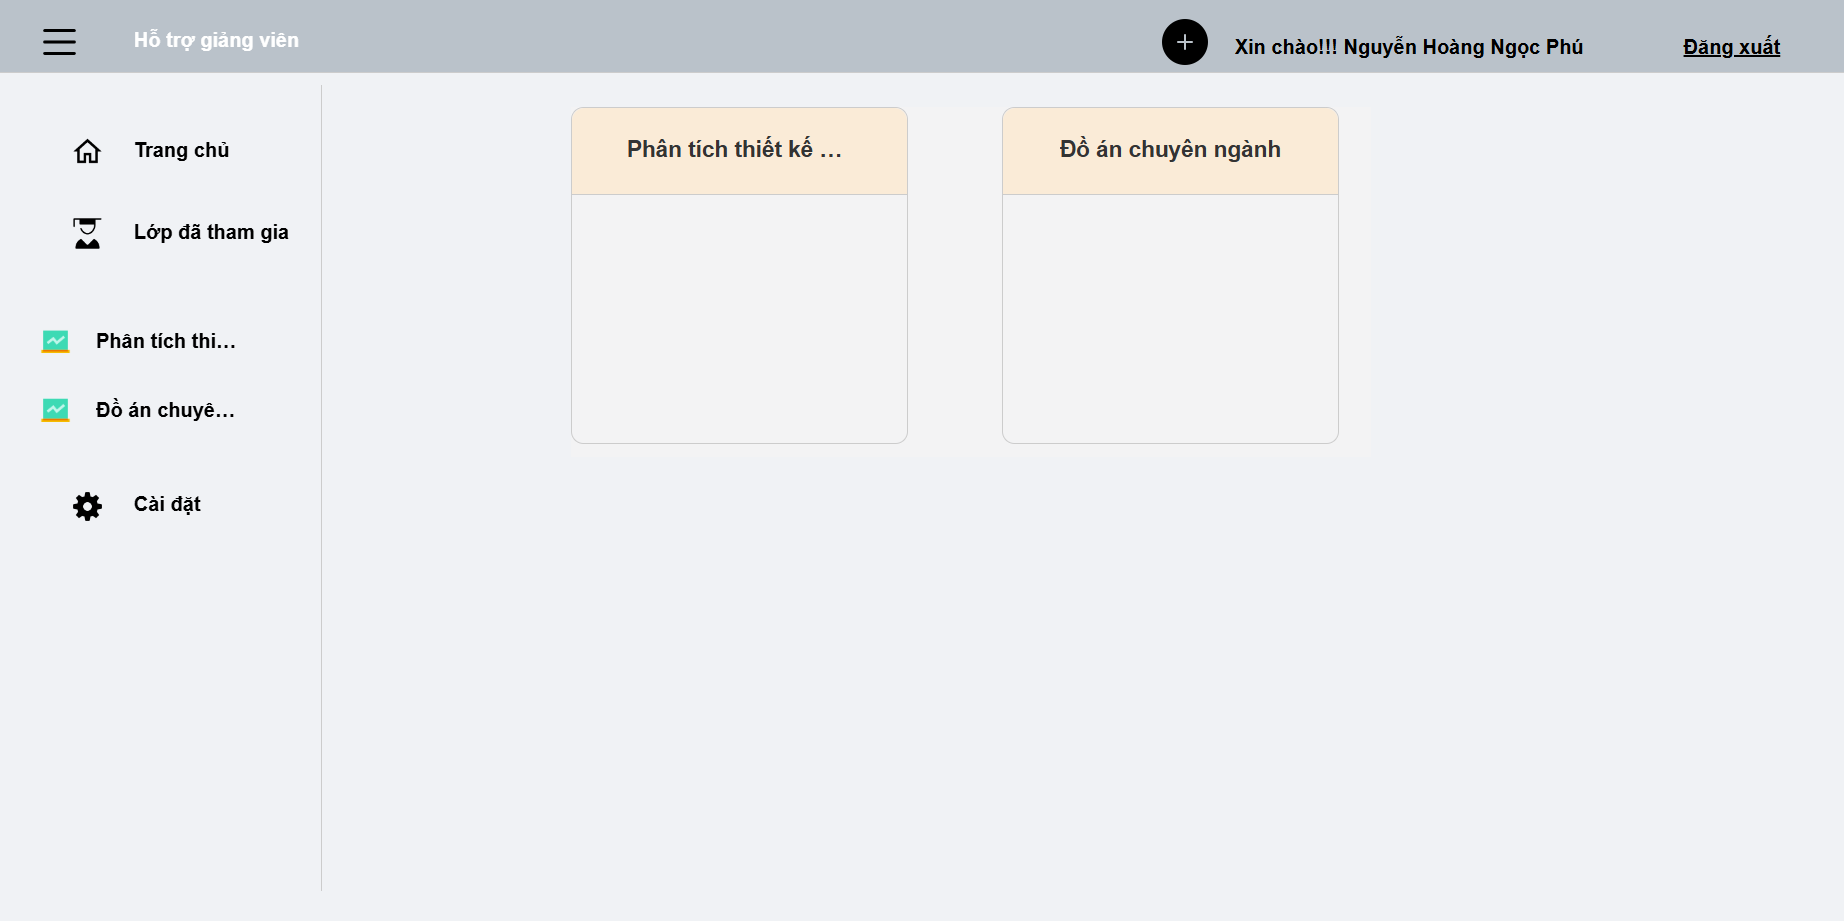 Hỗ trợ giảng viên
Xin chào!!! Nguyễn Hoàng Ngọc Phú
Đăng xuất
Trang chủ
Lớp đã tham gia
Phân tích thi...
Đồ án chuyê...
Cài đặt
Phân tích thiết kế ...
Đồ án chuyên ngành